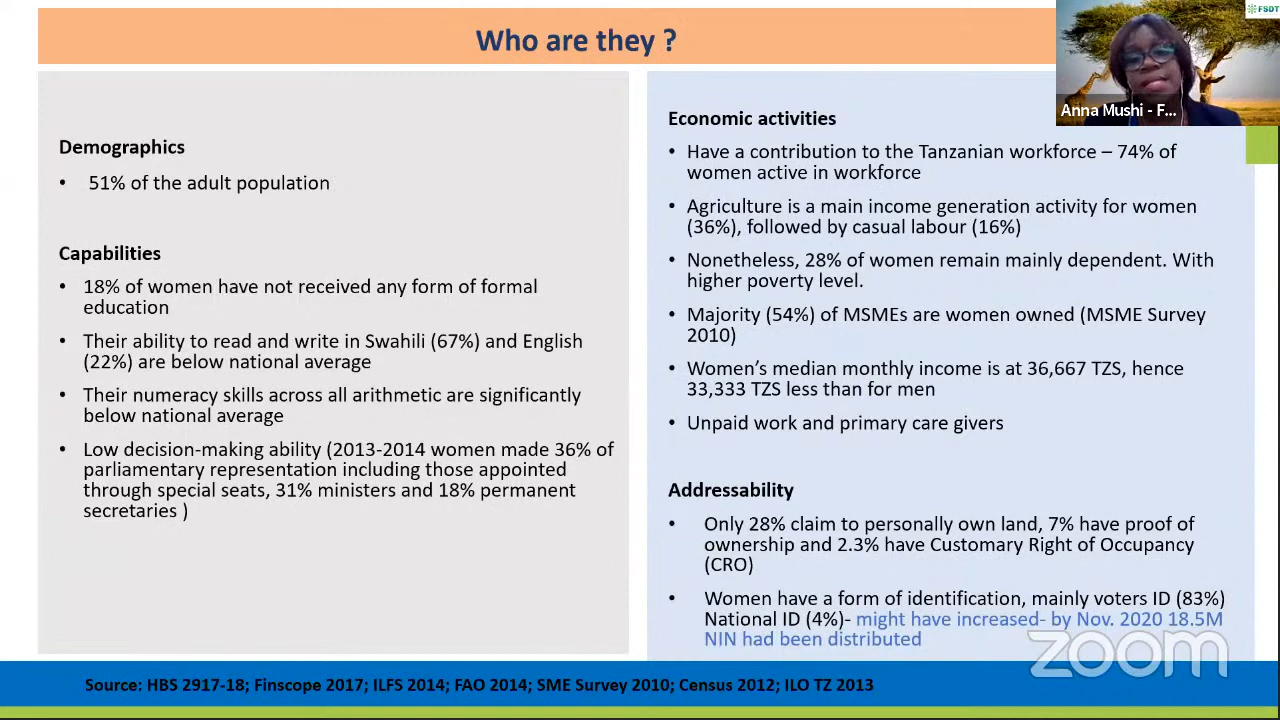 Who are they ?
FSDT
Anna Mushi - F...
Demographics
• 51% of the adult population
Capabilities
• 18% of women have not received any form of formal
education
• Their ability to read and write in Swahili (67%) and English
(22%) are below national average
• Their numeracy skills across all arithmetic are significantly
below national average
• Low decision-making ability (2013-2014 women made 36% of
parliamentary representation including those appointed
through special seats, 31% ministers and 18% permanent
secretaries )
Economic activities
• Have a contribution to the Tanzanian workforce – 74% of
women active in workforce
• Agriculture is a main income generation activity for women
(36%), followed by casual labour (16%)
• Nonetheless, 28% of women remain mainly dependent. With
higher poverty level.
• Majority (54%) of MSMEs are women owned (MSME Survey
2010)
• Women’s median monthly income is at 36,667 TZS, hence
33,333 TZS less than for men
• Unpaid work and primary care givers
Addressability
• Only 28% claim to personally own land, 7% have proof of
ownership and 2.3% have Customary Right of Occupancy
(CRO)
• Women have a form of identification, mainly voters ID (83%)
National ID (4%)- might have increased- by Nov. 2020 18.5M
NIN had been distributed
zoom
Source: HBS 2917-18; Finscope 2017; ILFS 2014; FAO 2014; SME Survey 2010; Census 2012; ILO TZ 2013